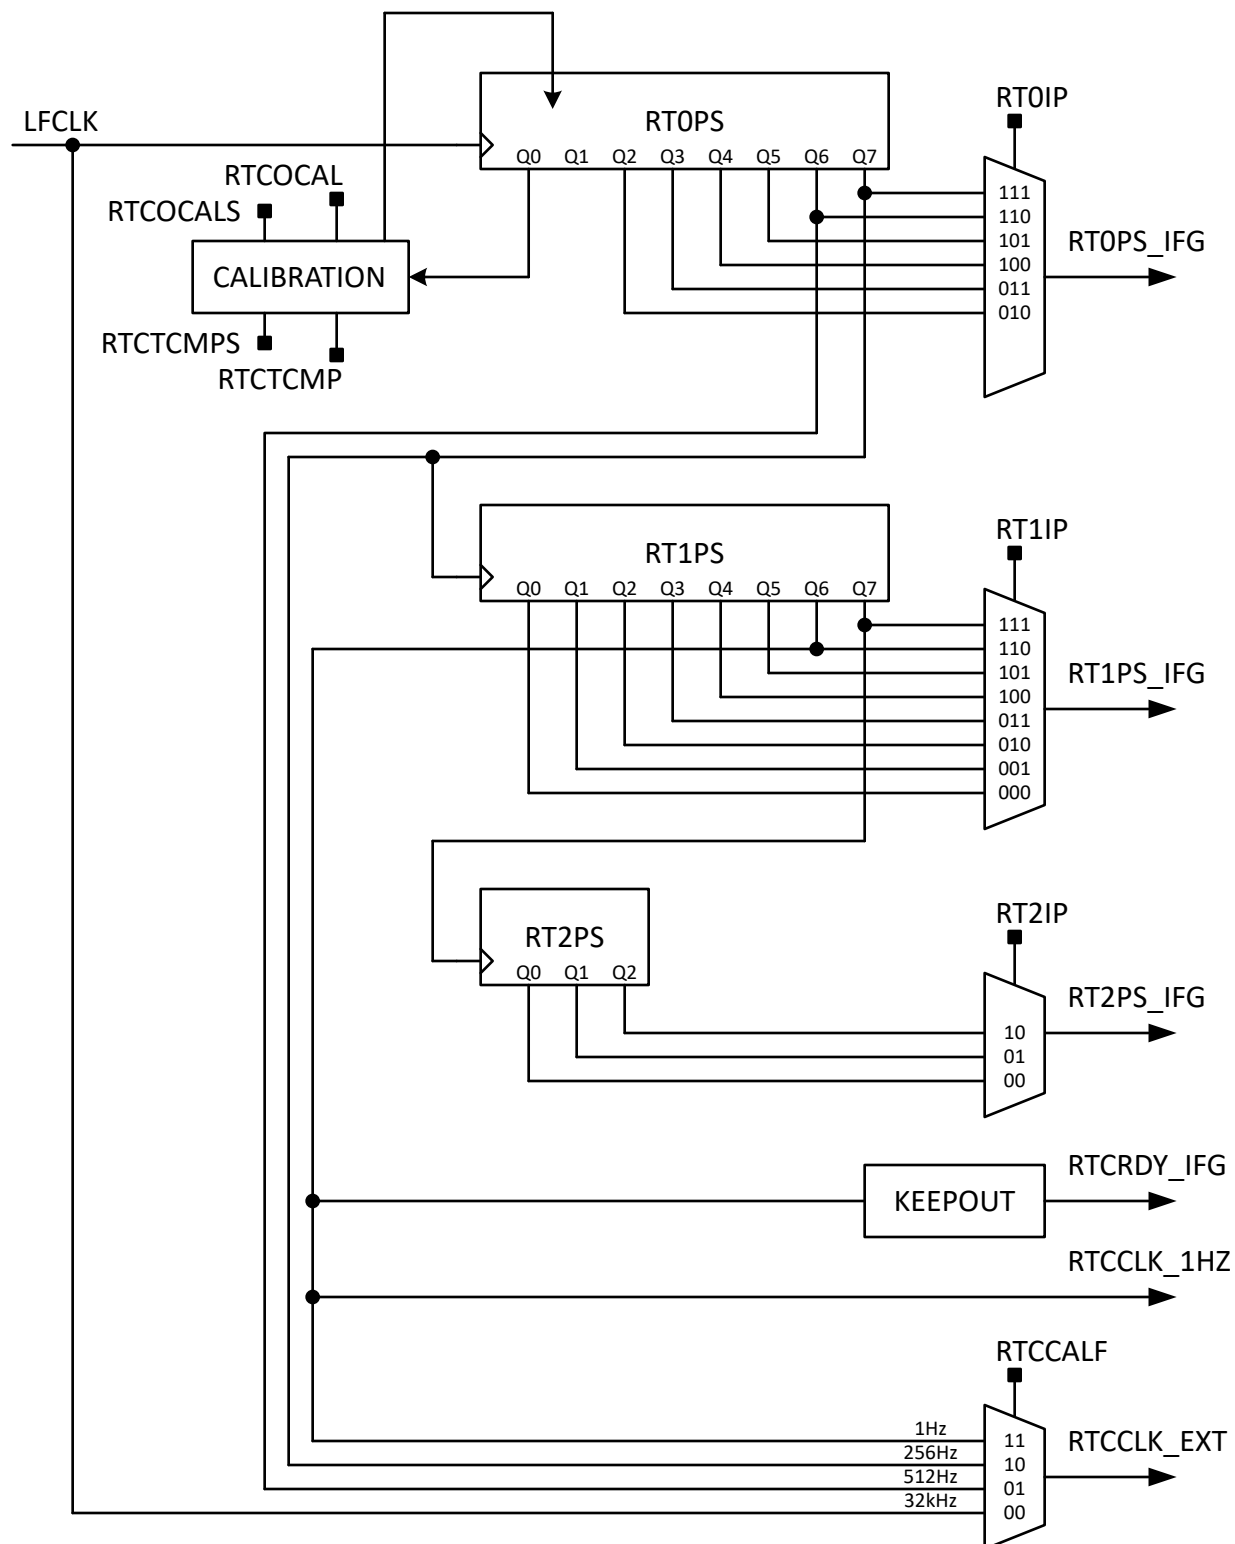 LFCLK
RT0PS
Q0 Q1 Q2 Q3 Q4 Q5 Q6 Q7
RT0IP
111
110
101
100
011
010
RT0PS_IFG
RTCOCAL
RTCOCALS
CALIBRATION
RTCTCMPS
RTCTCMP
RT1PS
Q0 Q1 Q2 Q3 Q4 Q5 Q6 Q7
RT1IP
111
110
101
100
011
010
001
000
RT1PS_IFG
RT2PS
Q0 Q1 Q2
RT2IP
10
01
00
RT2PS_IFG
KEEPOUT
RTCRDY_IFG
RTCCLK_1HZ
RTCCALF
1Hz 11
256Hz 10
512Hz 01
32kHz 00
RTCCLK_EXT